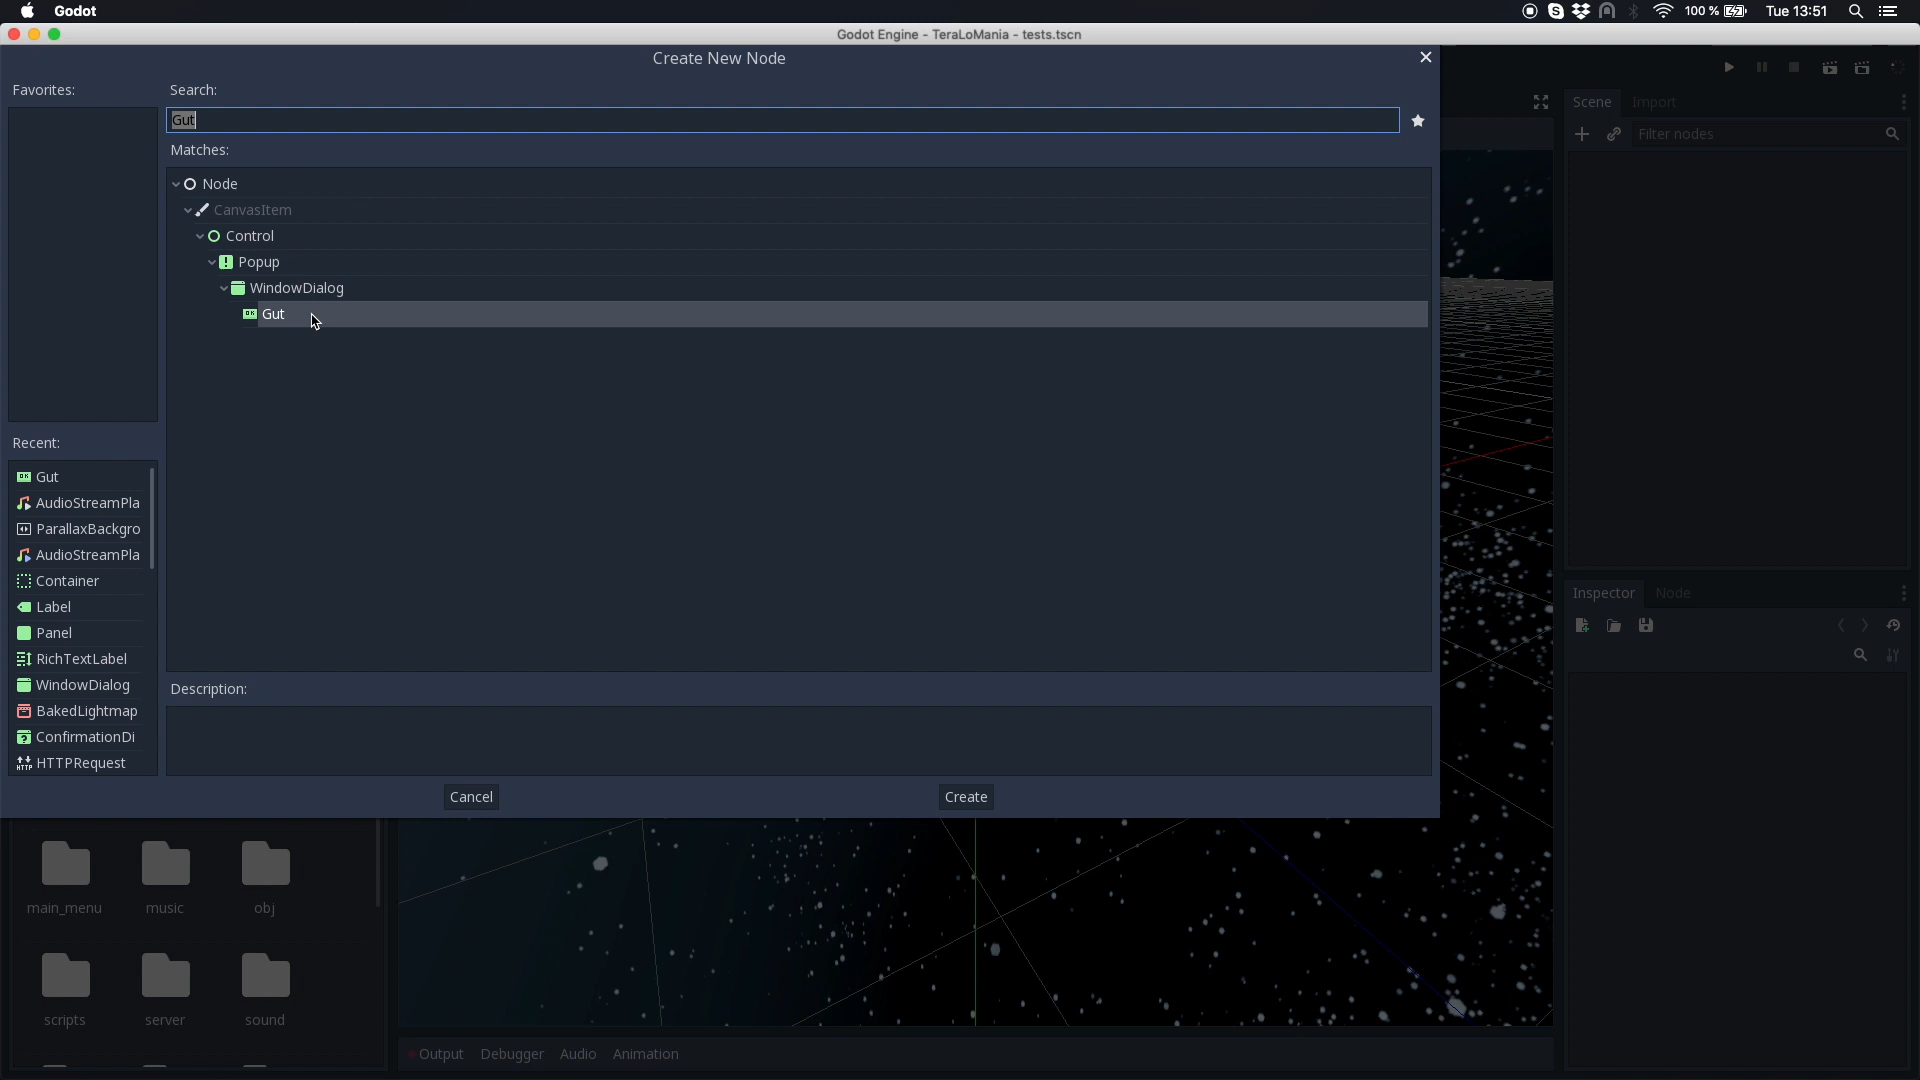 Godot
100 %
Tue 13:51
Godot Engine - TeraLoMania - tests.tscn
Create New Node
Favorites:
Search:
Gut
Matches:
Node
CanvasItem
Control
Popup
WindowDialog
Gut
Recent:
Gut
AudioStreamPla
ParallaxBackgro
AudioStreamPla
Container
Label
Panel
RichTextLabel
WindowDialog
BakedLightmap
ConfirmationDi
HTTPRequest
Description:
Cancel
Create
Scene
Import
Filter nodes
Inspector
Node
main_menu
music
obj
scripts
server
sound
Output
Debugger
Audio
Animation